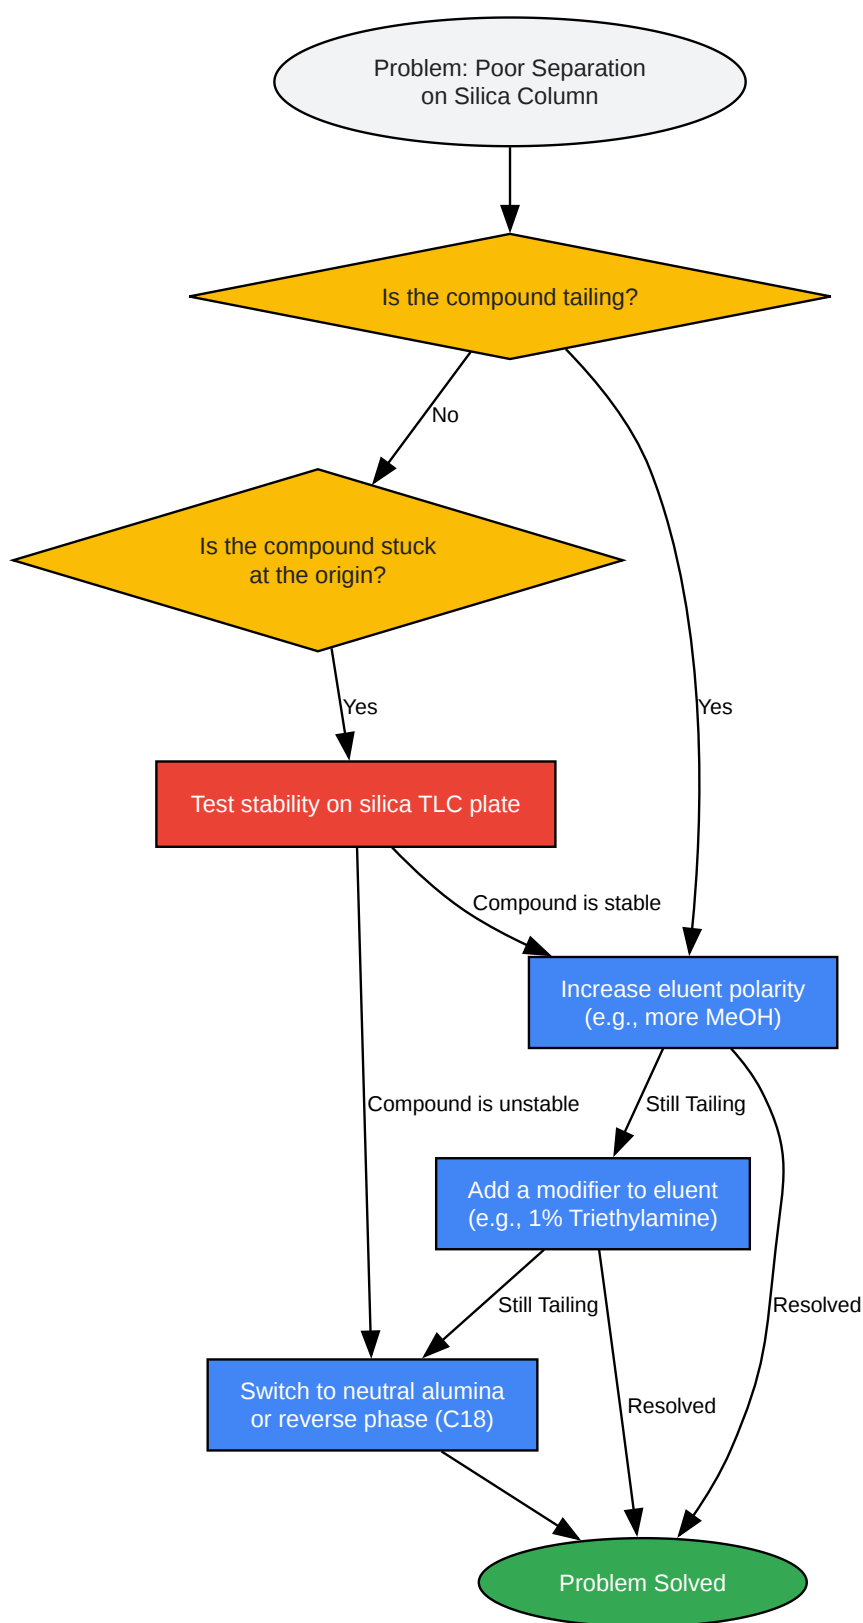 Problem: Poor Separation
on Silica Column
Is the compound tailing?
No
Is the compound stuck
at the origin?
Yes
Yes
Test stability on silica TLC plate
Compound is stable
Increase eluent polarity
(e.g., more MeOH)
Compound is unstable
Still Tailing
Add a modifier to eluent
(e.g., 1% Triethylamine)
Still Tailing
Resolved
Switch to neutral alumina
or reverse phase (C18)
Resolved
Problem Solved